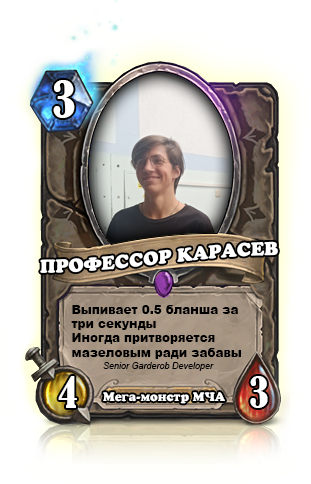 3
ПРОФЕССОР КАРАСЕВ
Выпивает 0.5 бланша за
три секунды
Иногда притворяется
мазеловым ради забавы
Senior Garderob Developer
4
Мега-монстр МЧА
3